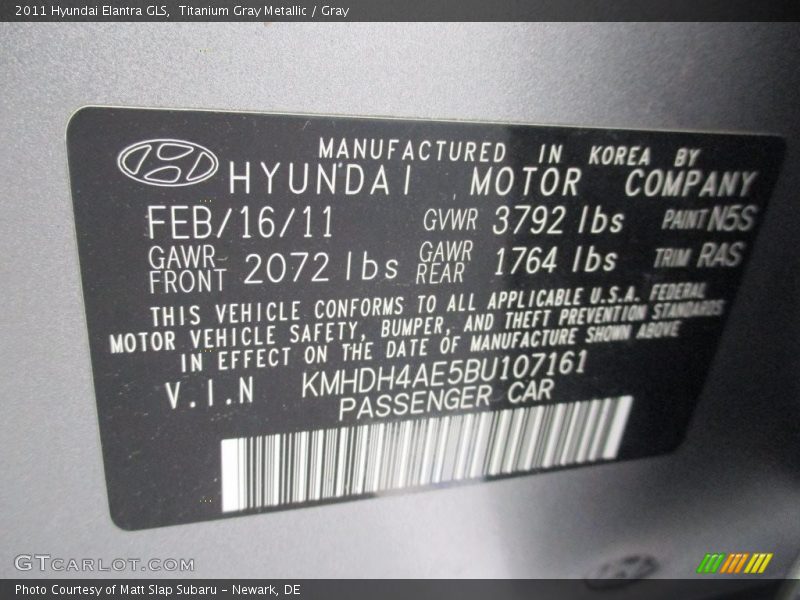 2011 Hyundai Elantra GLS, Titanium Gray Metallic / Gray
MANUFACTURED IN KOREA BY
HYUNDAI MOTOR COMPANY
FEB/16/11 GVWR 3792 lbs PAINT N5S
GAWR FRONT 2072 lbs GAWR REAR 1764 lbs TRIM RAS
THIS VEHICLE CONFORMS TO ALL APPLICABLE U.S.A. FEDERAL
MOTOR VEHICLE SAFETY, BUMPER, AND THEFT PREVENTION STANDARDS
IN EFFECT ON THE DATE OF MANUFACTURE SHOWN ABOVE
V.I.N KMHDH4AE5BU107161
PASSENGER CAR
GTCARLOT.COM
Photo Courtesy of Matt Slap Subaru – Newark, DE